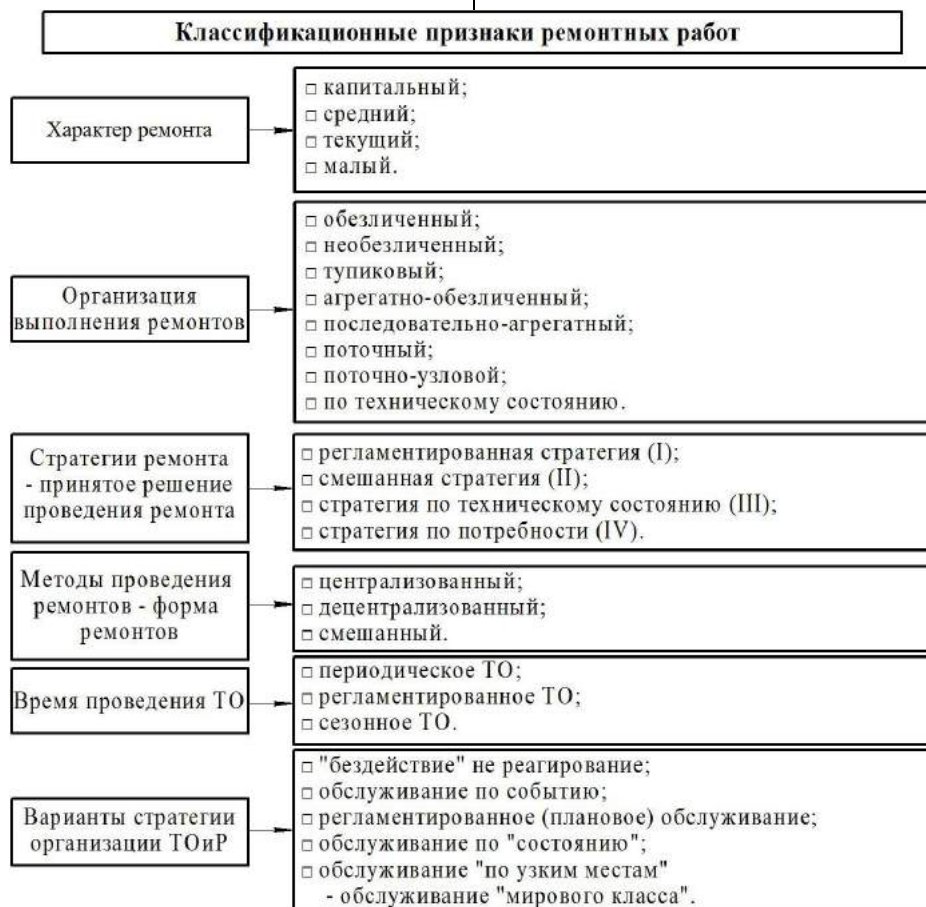 Классификационные признаки ремонтных работ
Характер ремонта
□ капитальный;
□ средний;
□ текущий;
□ малый.
Организация
выполнения ремонтов
□ обезличенный;
□ необезличенный;
□ тупиковый;
□ агрегатно-обезличенный;
□ последовательно-агрегатный;
□ поточный;
□ поточно-узловой;
□ по техническому состоянию.
Стратегии ремонта
- принятое решение
проведения ремонта
□ регламентированная стратегия (I);
□ смешанная стратегия (II);
□ стратегия по техническому состоянию (III);
□ стратегия по потребности (IV).
Методы проведения
ремонтов - форма
ремонтов
□ централизованный;
□ децентрализованный;
□ смешанный.
Время проведения ТО
□ периодическое ТО;
□ регламентированное ТО;
□ сезонное ТО.
Варианты стратегии
организации ТОиР
□ "бездействие" не реагирование;
□ обслуживание по событию;
□ регламентированное (плановое) обслуживание;
□ обслуживание по "состоянию";
□ обслуживание "по узким местам"
- обслуживание "мирового класса".